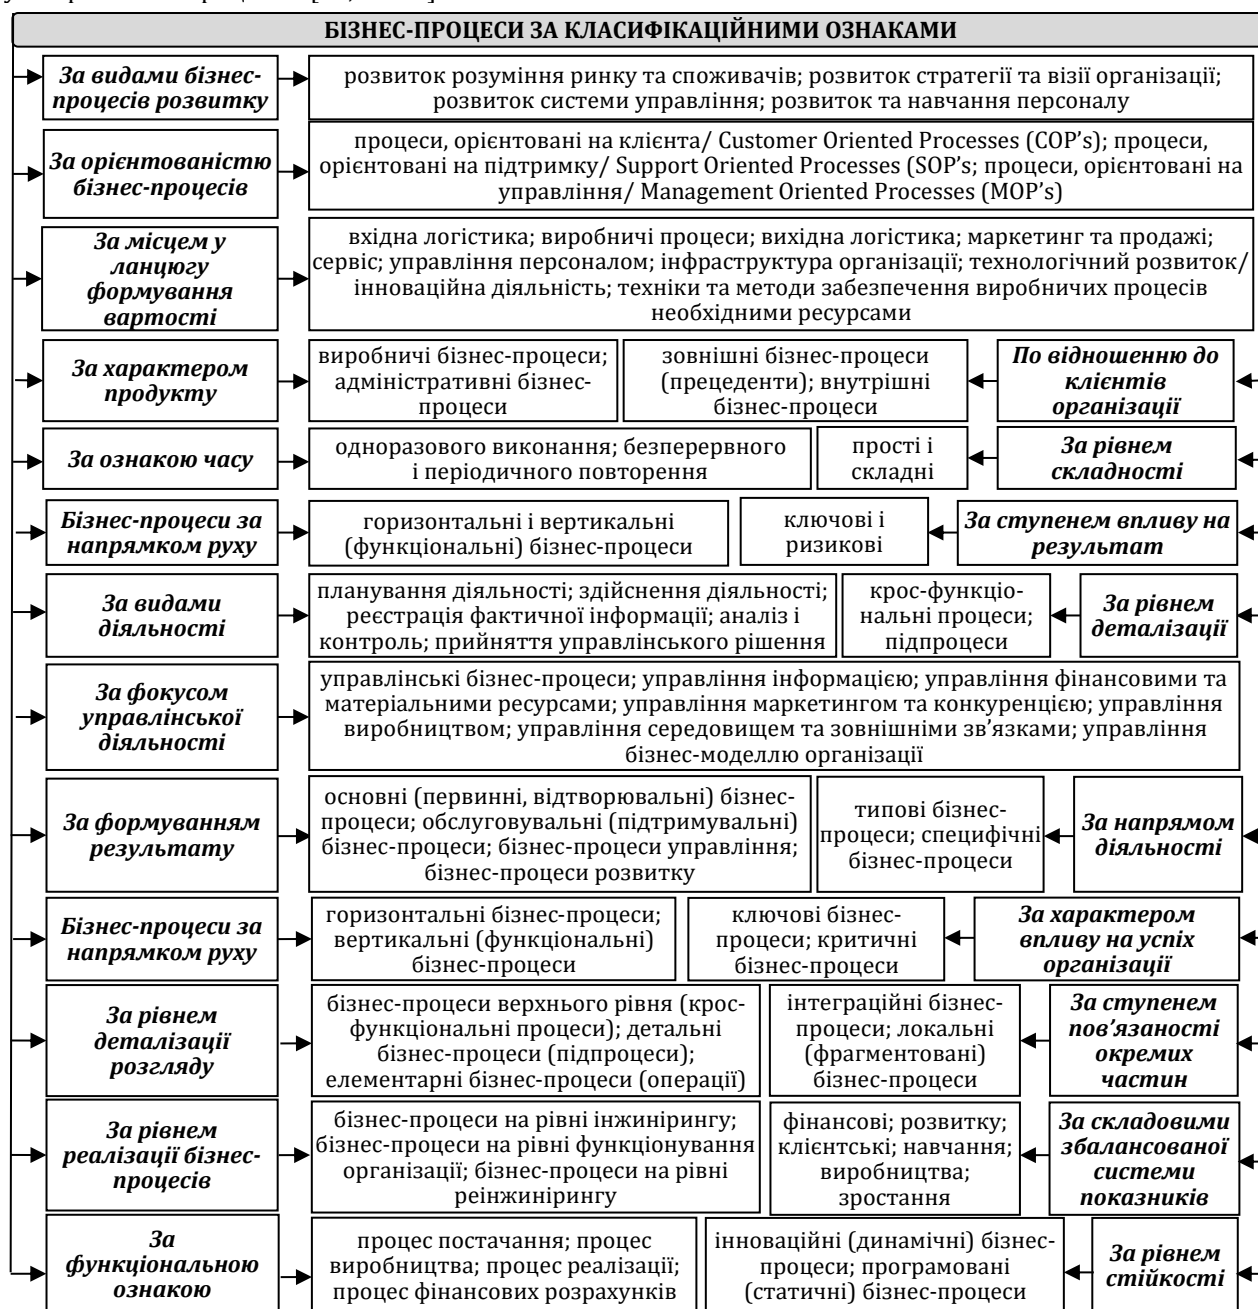 БІЗНЕС-ПРОЦЕСИ ЗА КЛАСИФІКАЦІЙНИМИ ОЗНАКАМИ
За видами бізнес-
процесів розвитку
розвиток розуміння ринку та споживачів; розвиток стратегії та візії організації;
розвиток системи управління; розвиток та навчання персоналу
За орієнтованістю
бізнес-процесів
процеси, орієнтовані на клієнта/ Customer Oriented Processes (COP’s); процеси,
орієнтовані на підтримку/ Support Oriented Processes (SOP’s; процеси, орієнтовані на
управління/ Management Oriented Processes (MOP’s)
За місцем у
ланцюгу
формування
вартості
вхідна логістика; виробничі процеси; вихідна логістика; маркетинг та продажі;
сервіс; управління персоналом; інфраструктура організації; технологічний розвиток/
інноваційна діяльність; техніки та методи забезпечення виробничих процесів
необхідними ресурсами
За характером
продукту
виробничі бізнес-процеси;
адміністративні бізнес-
процеси
зовнішні бізнес-процеси
(прецеденти); внутрішні
бізнес-процеси
По відношенню до
клієнтів
організації
За ознакою часу
одноразового виконання; безперервного
і періодичного повторення
прості і
складні
За рівнем
складності
Бізнес-процеси за
напрямком руху
горизонтальні і вертикальні
(функціональні) бізнес-процеси
ключові і
ризикові
За ступенем впливу на
результат
За видами
діяльності
планування діяльності; здійснення діяльності;
реєстрація фактичної інформації; аналіз і
контроль; прийняття управлінського рішення
крос-функціо-
нальні процеси;
підпроцеси
За рівнем
деталізації
За фокусом
управлінської
діяльності
управлінські бізнес-процеси; управління інформацією; управління фінансовими та
матеріальними ресурсами; управління маркетингом та конкуренцією; управління
виробництвом; управління середовищем та зовнішніми зв’язками; управління
бізнес-моделлю організації
За формуванням
результату
основні (первинні, відтворювальні) бізнес-
процеси; обслуговувальні (підтримувальні)
бізнес-процеси; бізнес-процеси управління;
бізнес-процеси розвитку
типові бізнес-
процеси; специфічні
бізнес-процеси
За напрямом
діяльності
Бізнес-процеси за
напрямком руху
горизонтальні бізнес-процеси;
вертикальні (функціональні)
бізнес-процеси
ключові бізнес-
процеси; критичні
бізнес-процеси
За характером
впливу на успіх
організації
За рівнем
деталізації
розгляду
бізнес-процеси верхнього рівня (крос-
функціональні процеси); детальні
бізнес-процеси (підпроцеси);
елементарні бізнес-процеси (операції)
інтеграційні бізнес-
процеси; локальні
(фрагментовані)
бізнес-процеси
За ступенем
пов’язаності
окремих
частин
За рівнем
реалізації бізнес-
процесів
бізнес-процеси на рівні інжинірингу;
бізнес-процеси на рівні функціонування
організації; бізнес-процеси на рівні
реінжинірингу
фінансові; розвитку;
клієнтські; навчання;
виробництва;
зростання
За складовими
збалансованої
системи
показників
За
функціональною
ознакою
процес постачання; процес
виробництва; процес реалізації;
процес фінансових розрахунків
інноваційні (динамічні) бізнес-
процеси; програмовані
(статичні) бізнес-процеси
За рівнем
стійкості